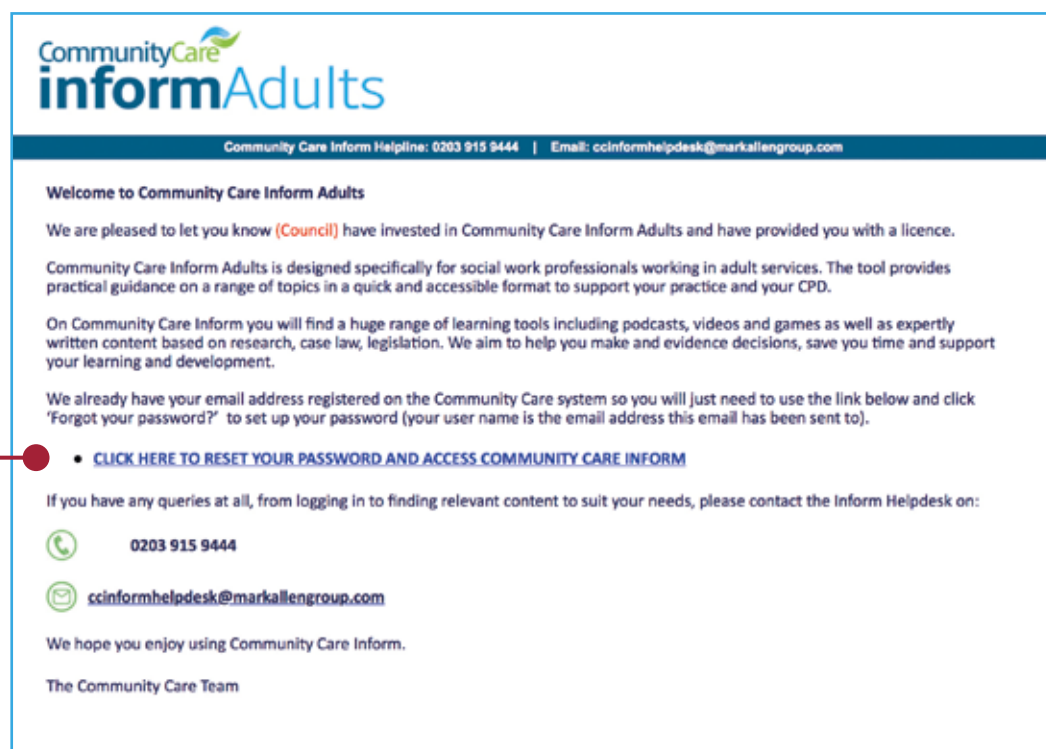 CommunityCare
informAdults
Community Care Inform Helpline: 0203 915 9444 | Email: ccinformhelpdesk@markallengroup.com
Welcome to Community Care Inform Adults
We are pleased to let you know (Council) have invested in Community Care Inform Adults and have provided you with a licence.
Community Care Inform Adults is designed specifically for social work professionals working in adult services. The tool provides
practical guidance on a range of topics in a quick and accessible format to support your practice and your CPD.
On Community Care Inform you will find a huge range of learning tools including podcasts, videos and games as well as expertly
written content based on research, case law, legislation. We aim to help you make and evidence decisions, save you time and support
your learning and development.
We already have your email address registered on the Community Care system so you will just need to use the link below and click
‘Forgot your password?’ to set up your password (your user name is the email address this email has been sent to).
• CLICK HERE TO RESET YOUR PASSWORD AND ACCESS COMMUNITY CARE INFORM
If you have any queries at all, from logging in to finding relevant content to suit your needs, please contact the Inform Helpdesk on:
0203 915 9444
ccinformhelpdesk@markallengroup.com
We hope you enjoy using Community Care Inform.
The Community Care Team